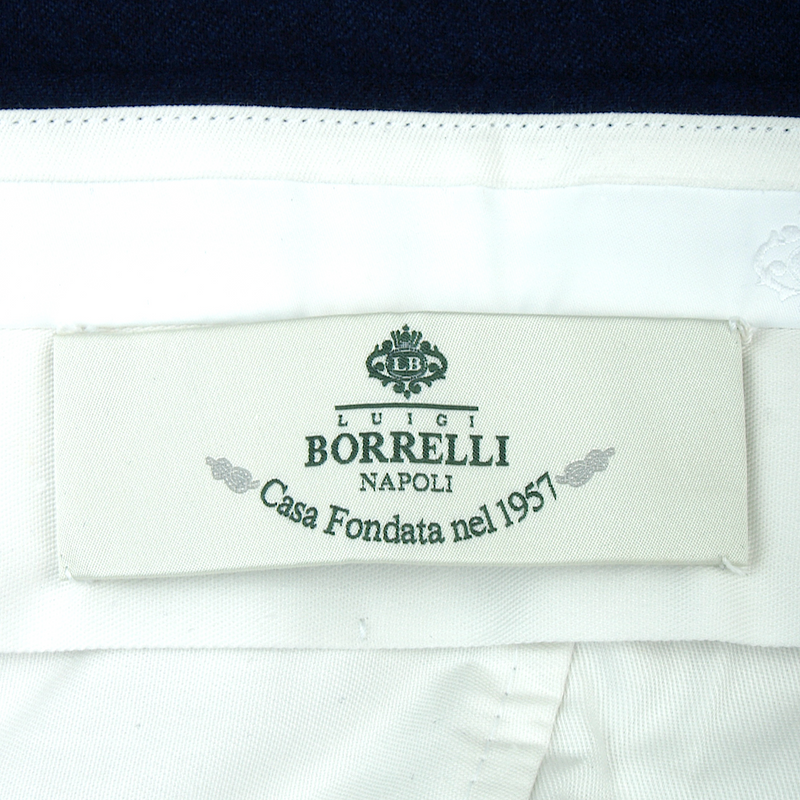 LB
LUIGI
BORRELLI
NAPOLI
Casa Fondata nel 1957